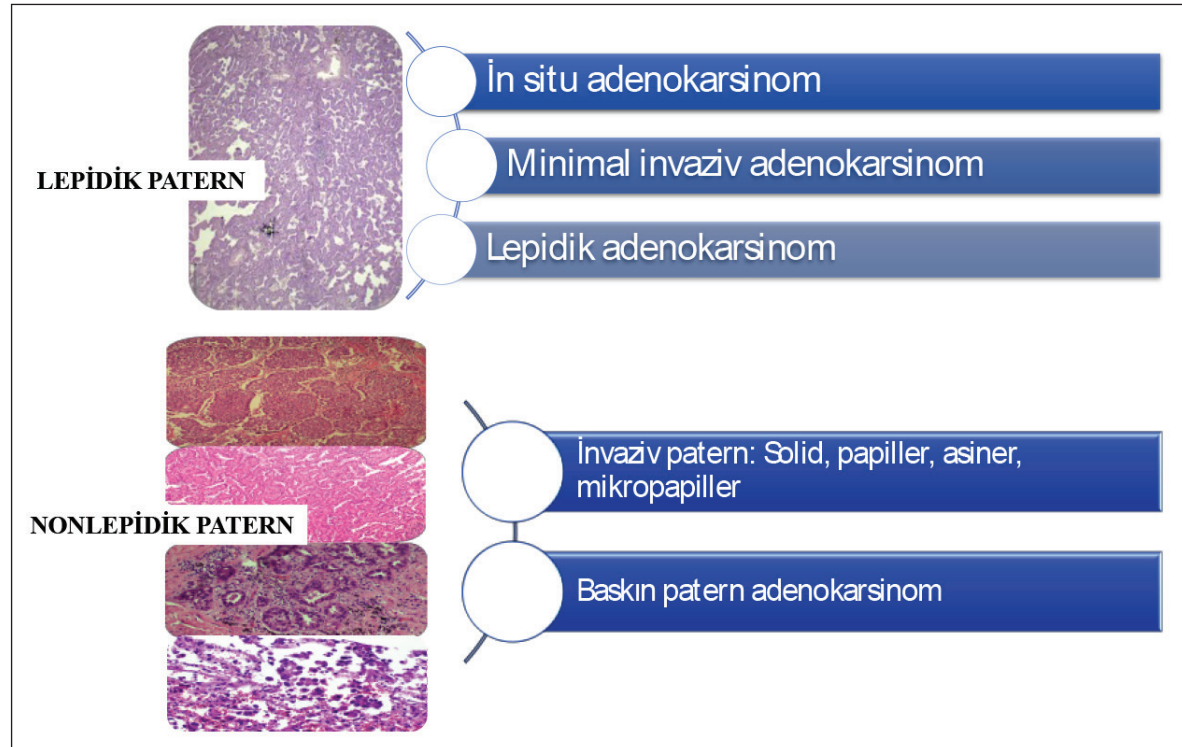 LEPİDİK PATERN
İn situ adenokarsinom
Minimal invaziv adenokarsinom
Lepidik adenokarsinom
NONLEPİDİK PATERN
İnvaziv patern: Solid, papiller, asiner,
mikropapiller
Baskın patern adenokarsinom